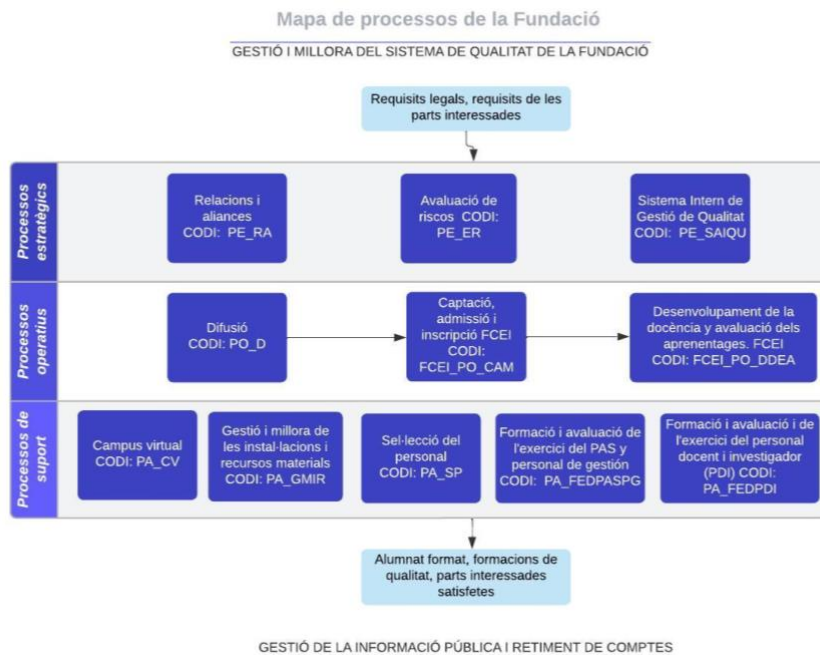 Mapa de processos de la Fundació
GESTIÓ I MILLORA DEL SISTEMA DE QUALITAT DE LA FUNDACIÓ
Requisits legals, requisits de les
parts interessades
Processos
estratègics
Relacions i
aliances
CODI: PE_RA
Avaluació de
riscos CODI:
PE_ER
Sistema Intern de
Gestió de Qualitat
CODI: PE_SAIQU
Processos
operatius
Difusió
CODI: PO_D
Captació,
admissió i
inscripció FCEI
CODI:
FCEI_PO_CAM
Desenvolupament de la
docència y avaluació dels
aprenentages. FCEI
CODI: FCEI_PO_DDEA
Processos de
suport
Campus virtual
CODI: PA_CV
Gestió i millora de
les instal·lacions i
recursos materials
CODI: PA_GMIR
Sel·lecció del
personal
CODI: PA_SP
Formació i avaluació de
l'exercici del PAS y
personal de gestión
CODI: PA_FEDPASPG
Formació i avaluació i de
l'exercici del personal
docent i investigador
(PDI) CODI:
PA_FEDPDI
Alumnat format, formacions de
qualitat, parts interessades
satisfetes
GESTIÓ DE LA INFORMACIÓ PÚBLICA I RETIMENT DE COMPTES